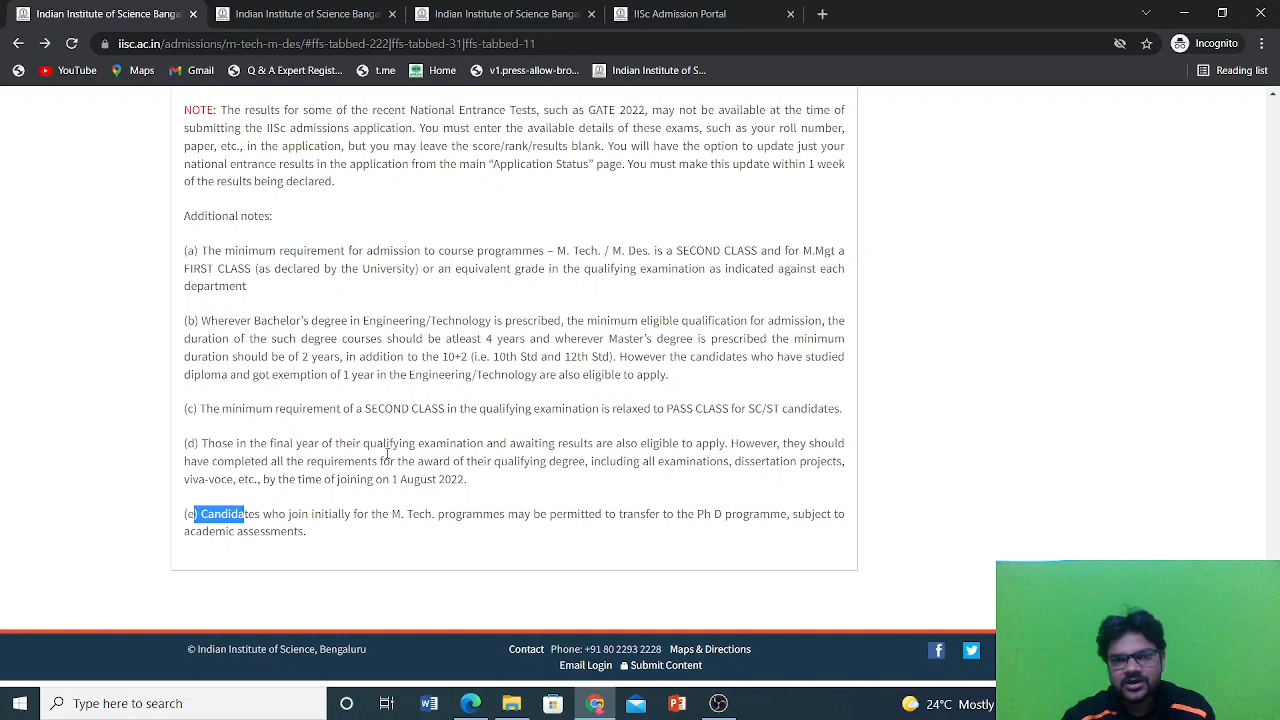 Indian Institute of Science Bangal
Indian Institute of Science Bangal
Indian Institute of Science Bangal
IISc Admission Portal
iisc.ac.in/admissions/m-tech-m-des/#ffs-tabbed-222|ffs-tabbed-31|ffs-tabbed-11
Incognito
YouTube
Maps
Gmail
Q & A Expert Regist...
t.me
Home
v1.press-allow-bro...
Indian Institute of S...
Reading list
NOTE: The results for some of the recent National Entrance Tests, such as GATE 2022, may not be available at the time of
submitting the IISc admissions application. You must enter the available details of these exams, such as your roll number,
paper, etc., in the application, but you may leave the score/rank/results blank. You will have the option to update just your
national entrance results in the application from the main “Application Status” page. You must make this update within 1 week
of the results being declared.
Additional notes:
(a) The minimum requirement for admission to course programmes – M. Tech. / M. Des. is a SECOND CLASS and for M.Mgt a
FIRST CLASS (as declared by the University) or an equivalent grade in the qualifying examination as indicated against each
department
(b) Wherever Bachelor’s degree in Engineering/Technology is prescribed, the minimum eligible qualification for admission, the
duration of the such degree courses should be atleast 4 years and wherever Master’s degree is prescribed the minimum
duration should be of 2 years, in addition to the 10+2 (i.e. 10th Std and 12th Std). However the candidates who have studied
diploma and got exemption of 1 year in the Engineering/Technology are also eligible to apply.
(c) The minimum requirement of a SECOND CLASS in the qualifying examination is relaxed to PASS CLASS for SC/ST candidates.
(d) Those in the final year of their qualifying examination and awaiting results are also eligible to apply. However, they should
have completed all the requirements for the award of their qualifying degree, including all examinations, dissertation projects,
viva-voce, etc., by the time of joining on 1 August 2022.
(e) Candidates who join initially for the M. Tech. programmes may be permitted to transfer to the Ph D programme, subject to
academic assessments.
© Indian Institute of Science, Bengaluru
Contact Phone: +91 80 2293 2228 Maps & Directions
Email Login Submit Content
Type here to search
24°C Mostly